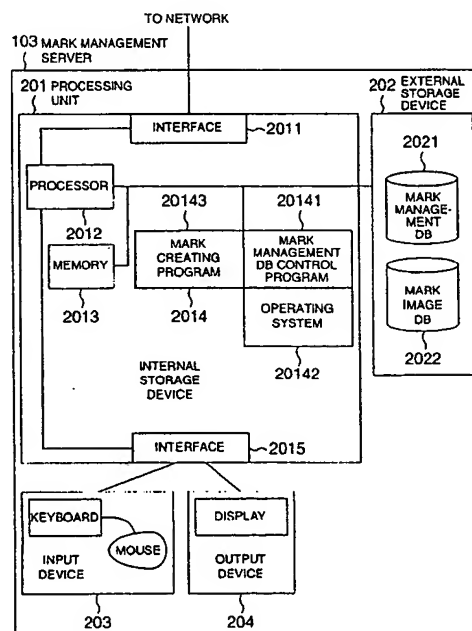 TO NETWORK
103 MARK MANAGEMENT
SERVER
201 PROCESSING
UNIT
202 EXTERNAL
STORAGE
DEVICE
INTERFACE
2011
2021
PROCESSOR
2012
20143
20141
MARK
MANAGE-
MENT
DB
MEMORY
2013
MARK
CREATING
PROGRAM
MARK
MANAGEMENT
DB CONTROL
PROGRAM
2014
OPERATING
SYSTEM
MARK
IMAGE
DB
20142
2022
INTERNAL
STORAGE
DEVICE
INTERFACE
2015
KEYBOARD
MOUSE
INPUT
DEVICE
DISPLAY
OUTPUT
DEVICE
203
204